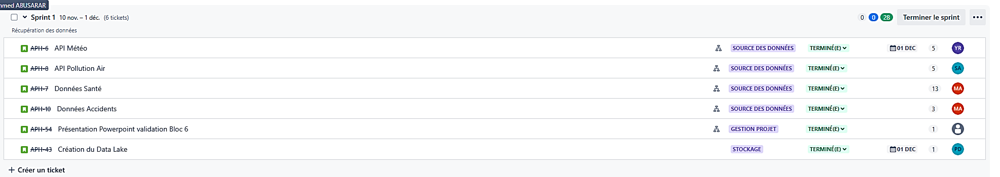 nmed ABUSARAR
Sprint 1 10 nov. – 1 déc. (6 tickets) 0 0 28 Terminer le sprint
Récupération des données
APH-6 API Météo SOURCE DES DONNÉES TERMINÉ(E) 01 DEC 5 YR
APH-8 API Pollution Air SOURCE DES DONNÉES TERMINÉ(E) 5 SA
APH-7 Données Santé SOURCE DES DONNÉES TERMINÉ(E) 13 MA
APH-10 Données Accidents SOURCE DES DONNÉES TERMINÉ(E) 3 MA
APH-54 Présentation Powerpoint validation Bloc 6 GESTION PROJET TERMINÉ(E) 1
APH-43 Création du Data Lake STOCKAGE TERMINÉ(E) 01 DEC 1 PD
+ Créer un ticket